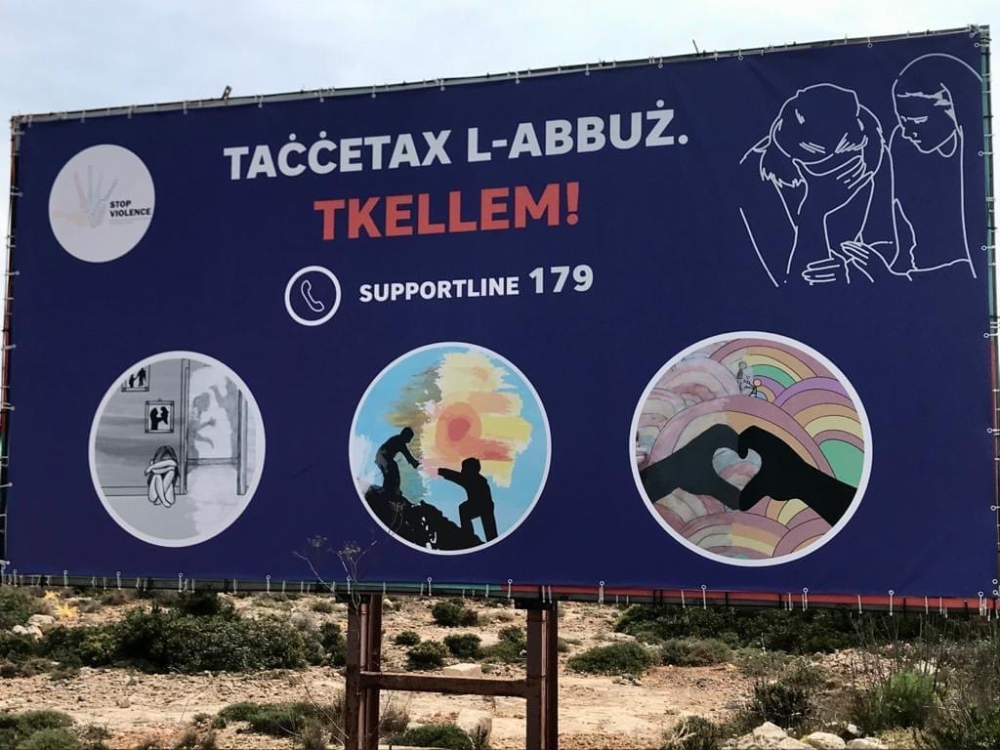 TAĊĊETAX L-ABBUŻ.
TKELLEM!
STOP
VIOLENCE
SUPPORTLINE 179